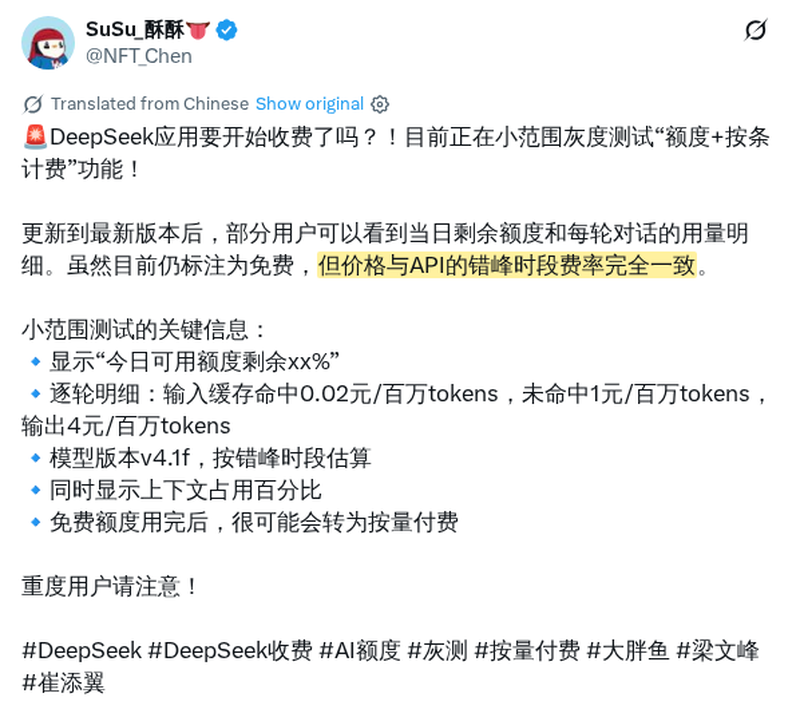 SuSu_酥酥👅
@NFT_Chen
Translated from Chinese Show original
🚨DeepSeek应用要开始收费了吗？！目前正在小范围灰度测试“额度+按条
计费”功能！
更新到最新版本后，部分用户可以看到当日剩余额度和每轮对话的用量明
细。虽然目前仍标注为免费，但价格与API的错峰时段费率完全一致。
小范围测试的关键信息：
🔹显示“今日可用额度剩余xx%”
🔹逐轮明细：输入缓存命中0.02元/百万tokens，未命中1元/百万tokens，
输出4元/百万tokens
🔹模型版本v4.1f，按错峰时段估算
🔹同时显示上下文占用百分比
🔹免费额度用完后，很可能会转为按量付费
重度用户请注意！
#DeepSeek #DeepSeek收费 #AI额度 #灰测 #按量付费 #大胖鱼 #梁文峰
#崔添翼